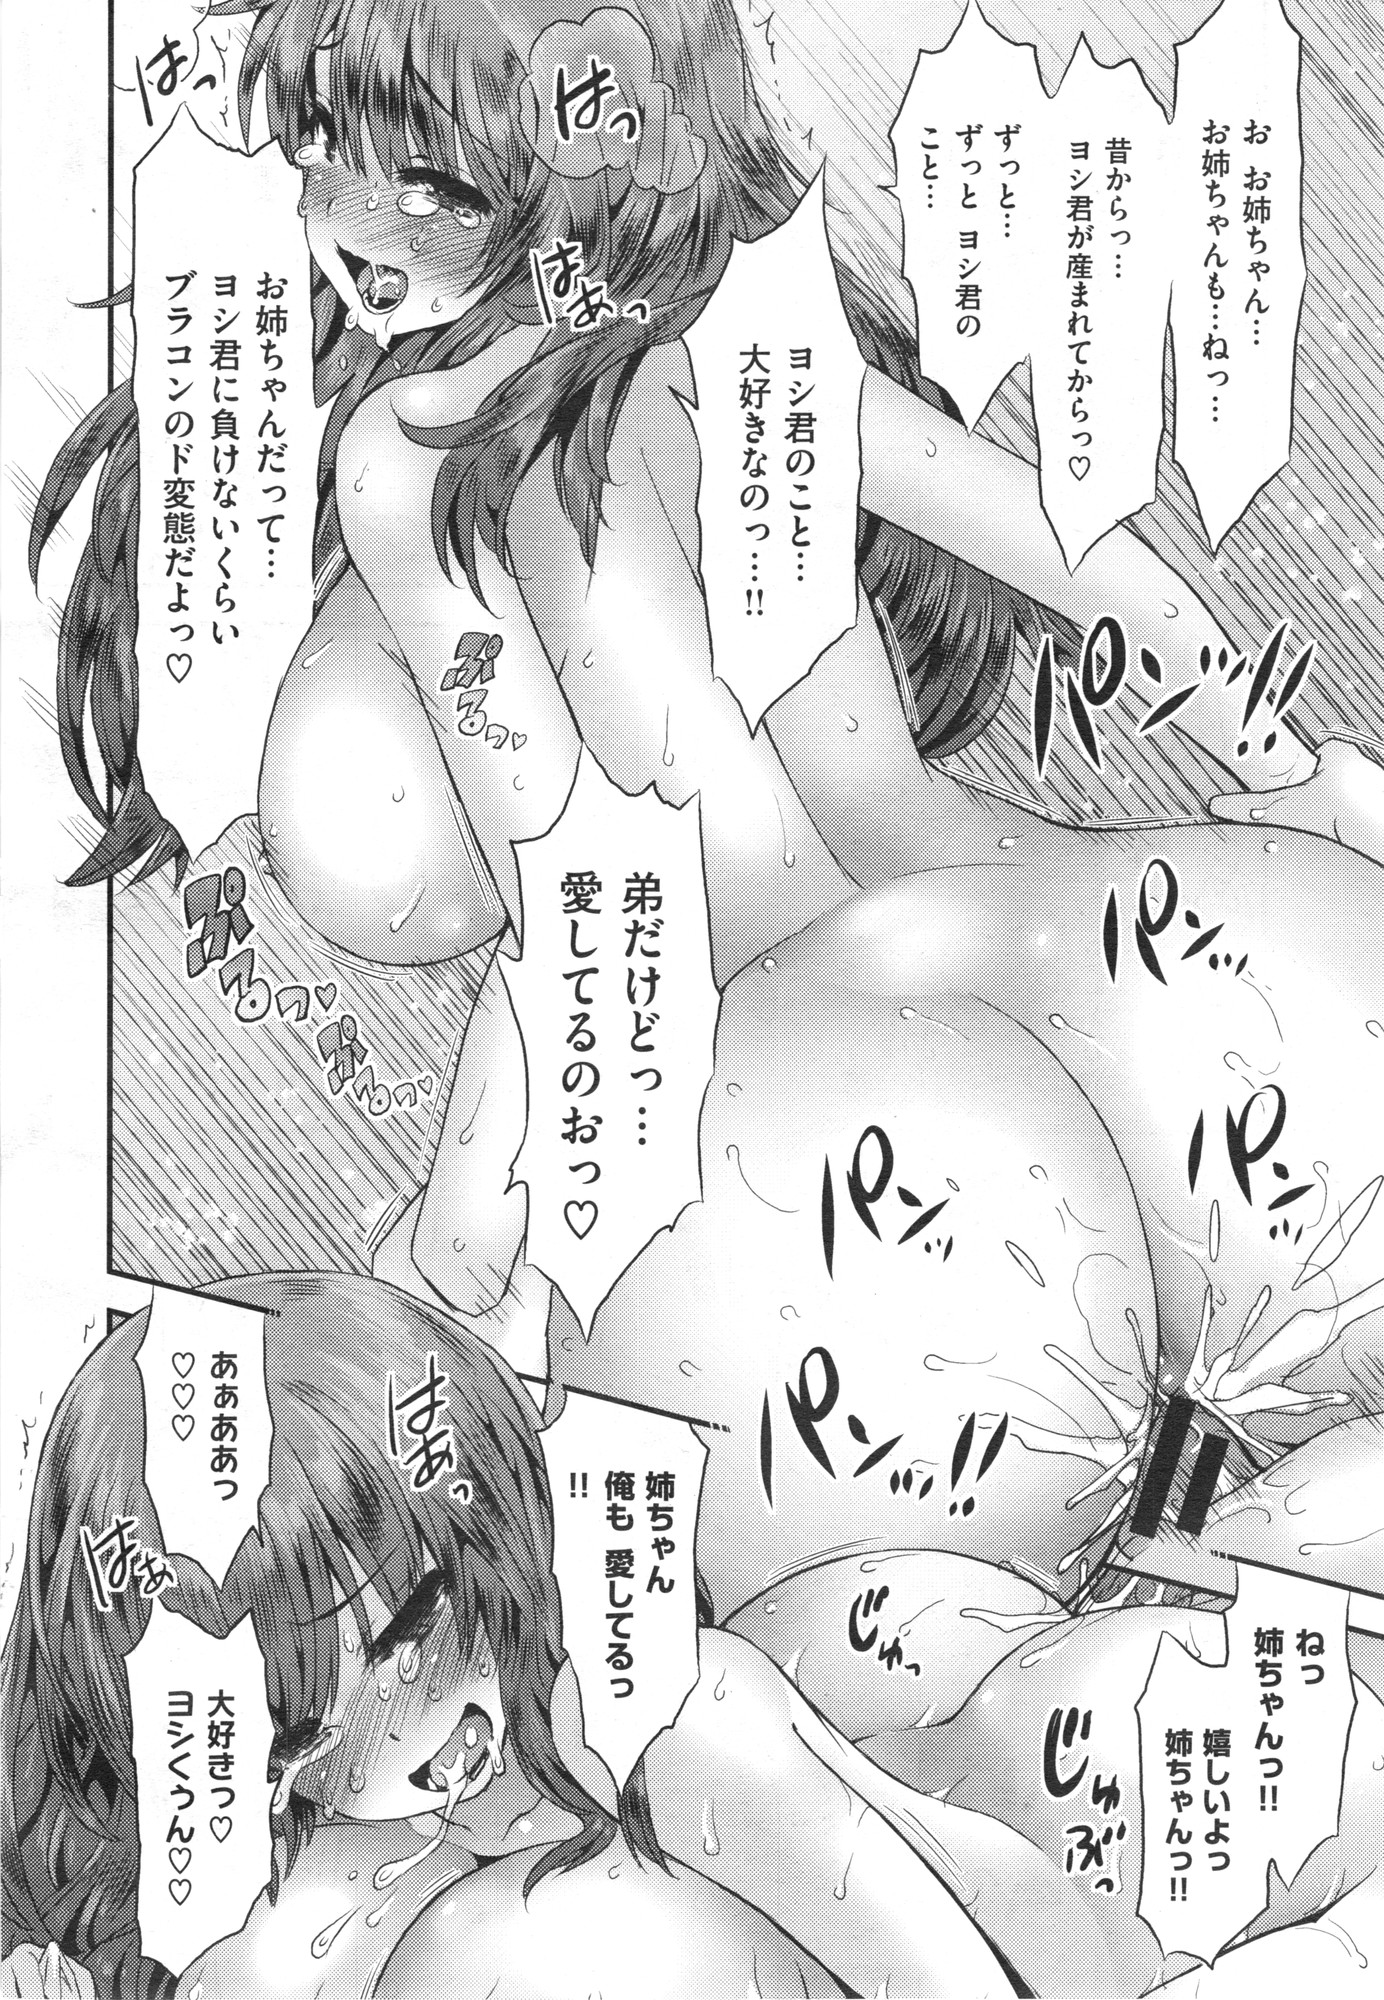 お お姉ちゃん…
お姉ちゃんも…ねっ…
昔からっ…
ヨシ君が産まれてからっ♡
ずっと…
ずっと ヨシ君の
こと…
ヨシ君のこと…
大好きなのっ…!!
はっ
はっ
はあっ
お姉ちゃんだって…
ヨシ君に負けないくらい
ブラコンのド変態だよっ♡
弟だけどっ…
愛してるのおっ♡
パンッ!!
パンッ
パンッ
パンッ
パンッ!!
ぷるっ♡
ぷるっ♡
ぷるっ♡
じゅっ
じゅぶっ
ねっ
姉ちゃんっ!!
嬉しいよっ
姉ちゃんっ!!
姉ちゃん
俺も 愛してるっ
!!
はあっ
はあ
あぁああっ
♡♡♡
大好きっ♡
ヨシくうん♡♡